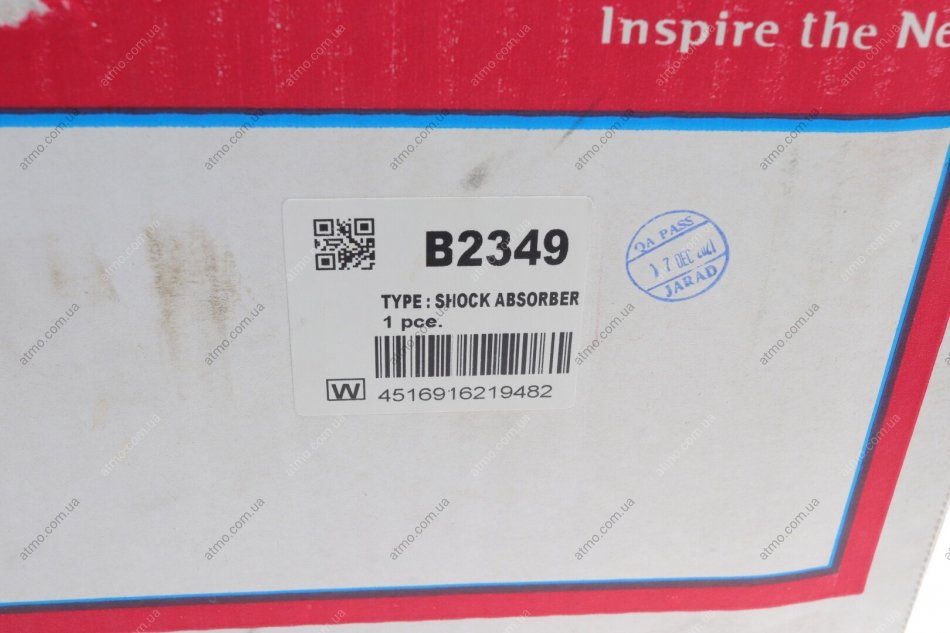 Inspire the Ne
B2349
TYPE : SHOCK ABSORBER
1 pce.
W
4516916219482
QA PASS
17 DEC 2021
JARAD
atmo.com.ua